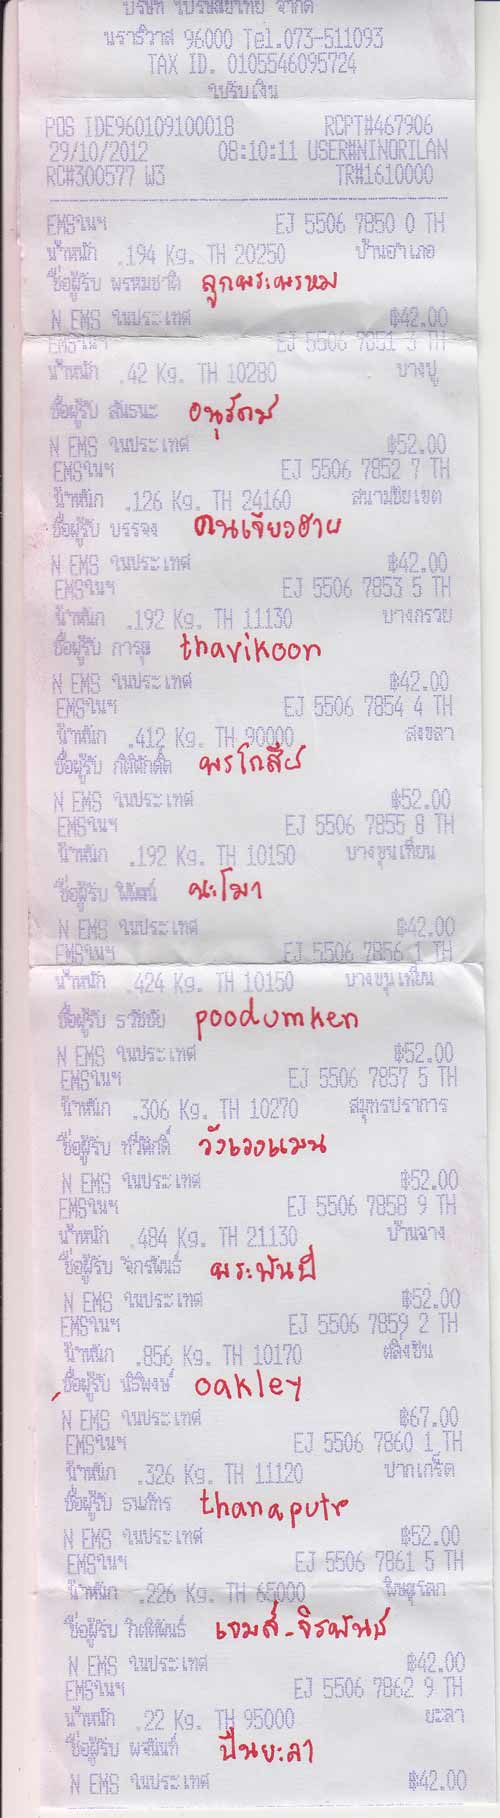 บริษัท ไปรษณีย์ไทย จำกัด
นราธิวาส 96000 Tel.073-511093
TAX ID. 0105546095724
ใบรับเงิน
POS IDE960109100018 RCPT#467906
29/10/2012 08:10:11 USER#NINORILAN
RC#300577 W3 TR#1610000
EMSในฯ EJ 5506 7850 0 TH
น้ำหนัก .194 Kg. TH 20250 บ้านอำเภอ
ชื่อผู้รับ พรหมชาติ ลูกพระพรหม
N EMS ในประเทศ ฿42.00
EMSในฯ EJ 5506 7851 3 TH
น้ำหนัก .42 Kg. TH 10280 บางปู
ชื่อผู้รับ สันธนะ อนุรักษ์
N EMS ในประเทศ ฿52.00
EMSในฯ EJ 5506 7852 7 TH
น้ำหนัก .126 Kg. TH 24160 สนามชัยเขต
ชื่อผู้รับ บรรจง คนเจียงฮาย
N EMS ในประเทศ ฿42.00
EMSในฯ EJ 5506 7853 5 TH
น้ำหนัก .192 Kg. TH 11130 บางกรวย
ชื่อผู้รับ thavikoon
N EMS ในประเทศ ฿42.00
EMSในฯ EJ 5506 7854 4 TH
น้ำหนัก .412 Kg. TH 90000 สงขลา
ชื่อผู้รับ กิติศักดิ์ พรโกสีย์
N EMS ในประเทศ ฿52.00
EMSในฯ EJ 5506 7855 8 TH
น้ำหนัก .192 Kg. TH 10150 บางขุนเทียน
ชื่อผู้รับ นะโมา
N EMS ในประเทศ ฿42.00
EMSในฯ EJ 5506 7856 1 TH
น้ำหนัก .424 Kg. TH 10150 บางขุนเทียน
ชื่อผู้รับ ธวัชชัย poodumken
N EMS ในประเทศ ฿52.00
EMSในฯ EJ 5506 7857 5 TH
น้ำหนัก .306 Kg. TH 10270 สมุทรปราการ
ชื่อผู้รับ ทวีศักดิ์ วังเวงแมน
N EMS ในประเทศ ฿52.00
EMSในฯ EJ 5506 7858 9 TH
น้ำหนัก .484 Kg. TH 21130 บ้านฉาง
ชื่อผู้รับ จักรพันธ์ พระพันปี
N EMS ในประเทศ ฿52.00
EMSในฯ EJ 5506 7859 2 TH
น้ำหนัก .856 Kg. TH 10170 ตลิ่งชัน
ชื่อผู้รับ นิธิพงษ์ oakley
N EMS ในประเทศ ฿67.00
EMSในฯ EJ 5506 7860 1 TH
น้ำหนัก .326 Kg. TH 11120 ปากเกร็ด
ชื่อผู้รับ ธนภัทร thanaputr
N EMS ในประเทศ ฿52.00
EMSในฯ EJ 5506 7861 5 TH
น้ำหนัก .226 Kg. TH 65000 พิษณุโลก
ชื่อผู้รับ กิตติพันธ์ เจมส์-จิรพันธ์
N EMS ในประเทศ ฿42.00
EMSในฯ EJ 5506 7862 9 TH
น้ำหนัก .22 Kg. TH 95000 ยะลา
ชื่อผู้รับ พจนินท์ ปืนยะลา
N EMS ในประเทศ ฿42.00